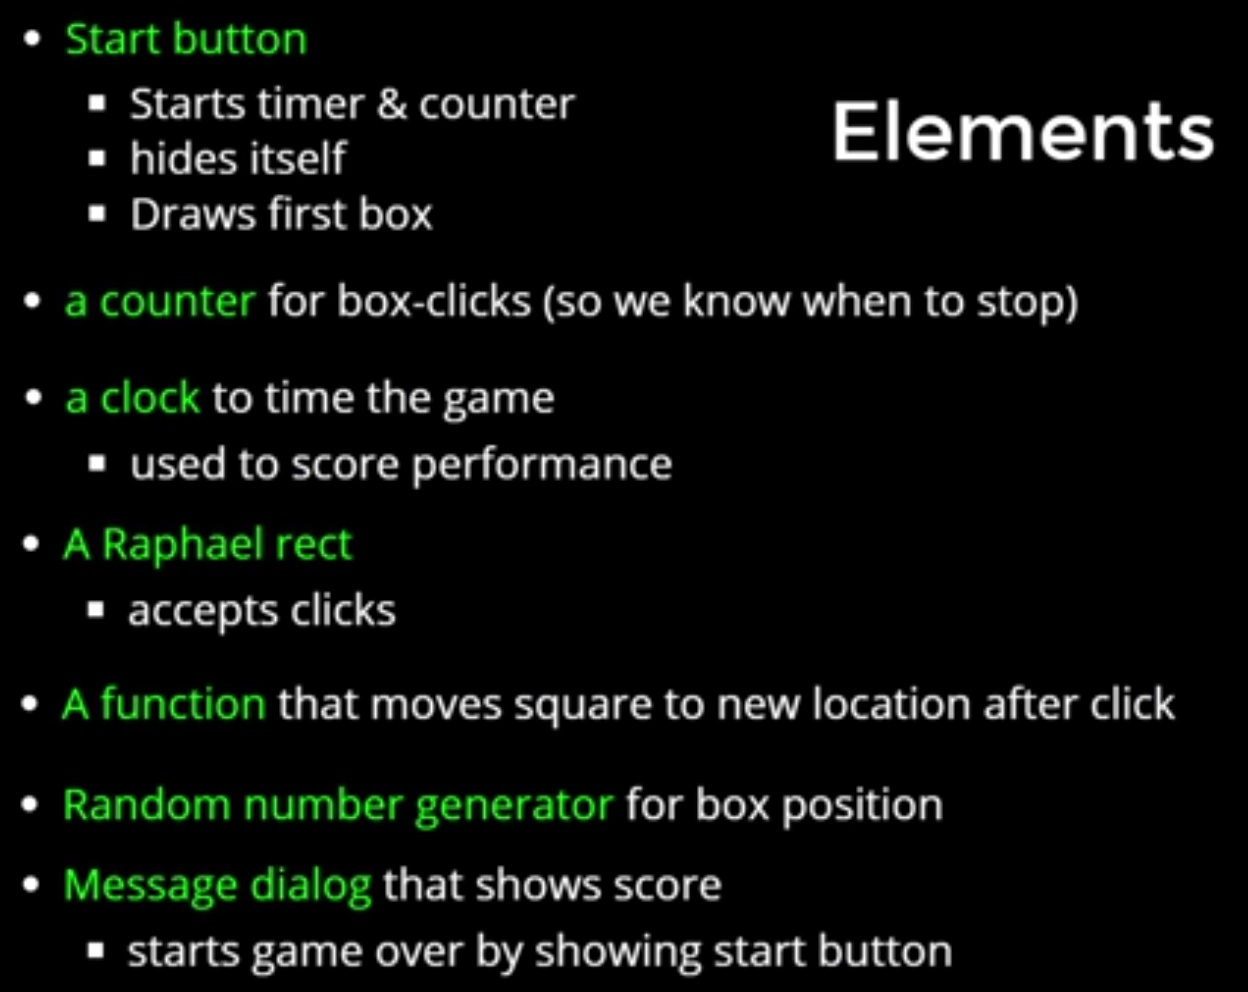 Elements
• Start button
▪ Starts timer & counter
▪ hides itself
▪ Draws first box
• a counter for box-clicks (so we know when to stop)
• a clock to time the game
▪ used to score performance
• A Raphael rect
▪ accepts clicks
• A function that moves square to new location after click
• Random number generator for box position
• Message dialog that shows score
▪ starts game over by showing start button